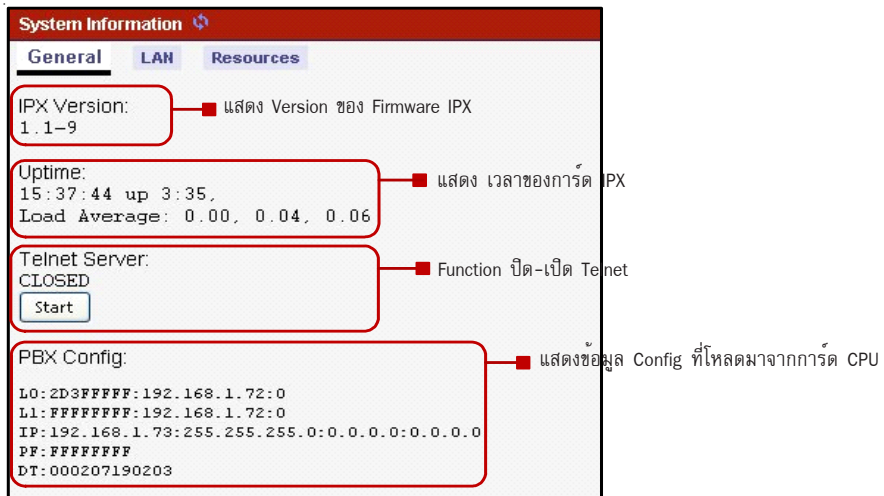 System Information
General LAN Resources
IPX Version:
1.1-9
แสดง Version ของ Firmware IPX
Uptime:
15:37:44 up 3:35,
Load Average: 0.00, 0.04, 0.06
แสดง เวลาของการ์ด IPX
Telnet Server:
CLOSED
Start
Function ปิด-เปิด Telnet
PBX Config:
แสดงข้อมูล Config ที่โหลดมาจากการ์ด CPU
L0:2D3FFFFF:192.168.1.72:0
L1:FFFFFFFF:192.168.1.72:0
IP:192.168.1.73:255.255.255.0:0.0.0.0:0.0.0.0
PF:FFFFFFFF
DT:000207190203